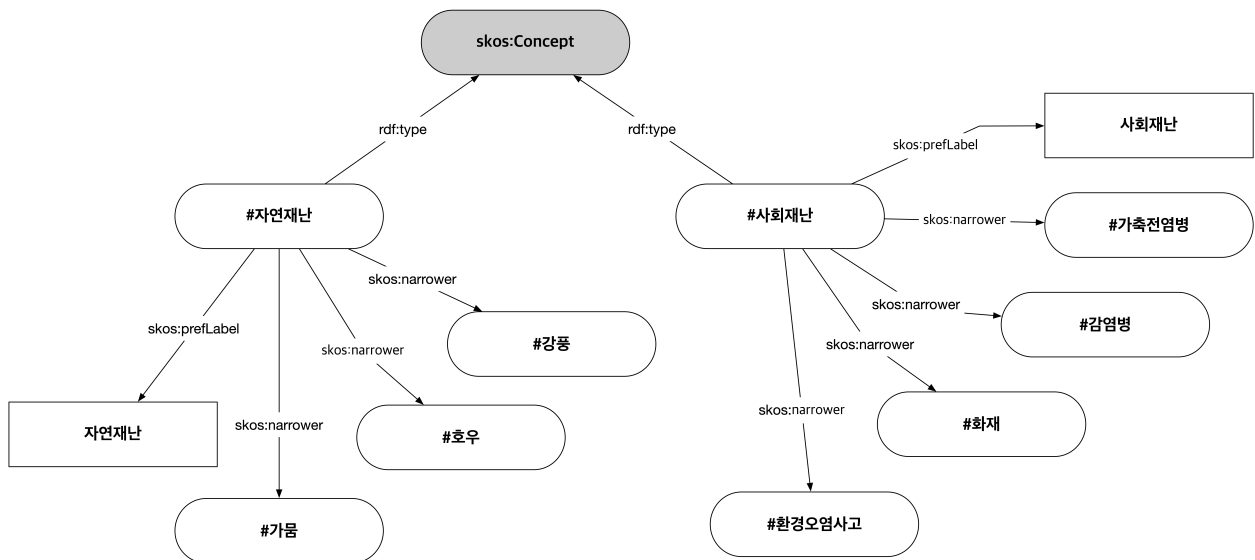 skos:Concept
rdf:type
rdf:type
사회재난
skos:prefLabel
#자연재난
#사회재난
skos:narrower
#가축전염병
skos:narrower
skos:narrower
#감염병
skos:prefLabel
skos:narrower
#강풍
skos:narrower
자연재난
skos:narrower
#호우
skos:narrower
#화재
#가뭄
#환경오염사고